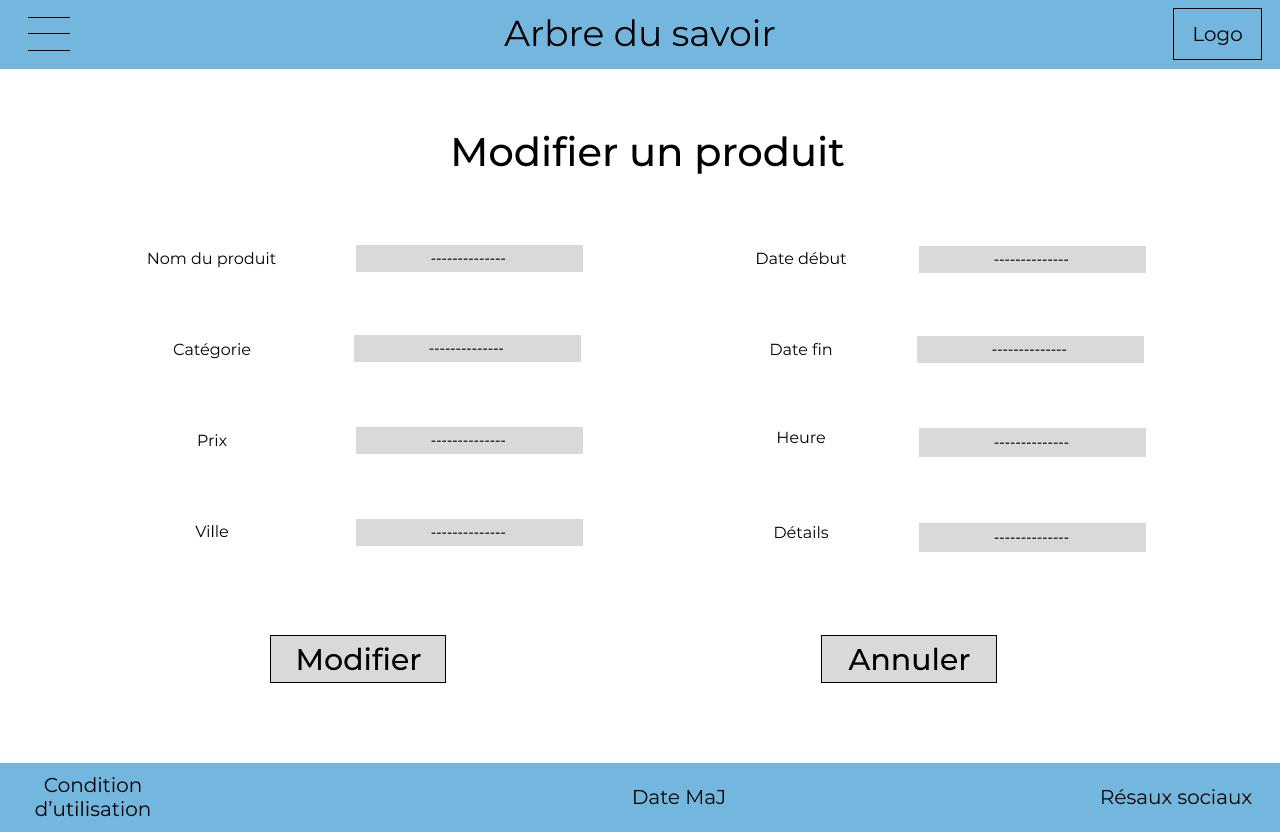 Arbre du savoir
Logo
Modifier un produit
Nom du produit
--------------
Date début
--------------
Catégorie
--------------
Date fin
--------------
Prix
--------------
Heure
--------------
Ville
--------------
Détails
--------------
Modifier
Annuler
Condition
d’utilisation
Date MaJ
Résaux sociaux